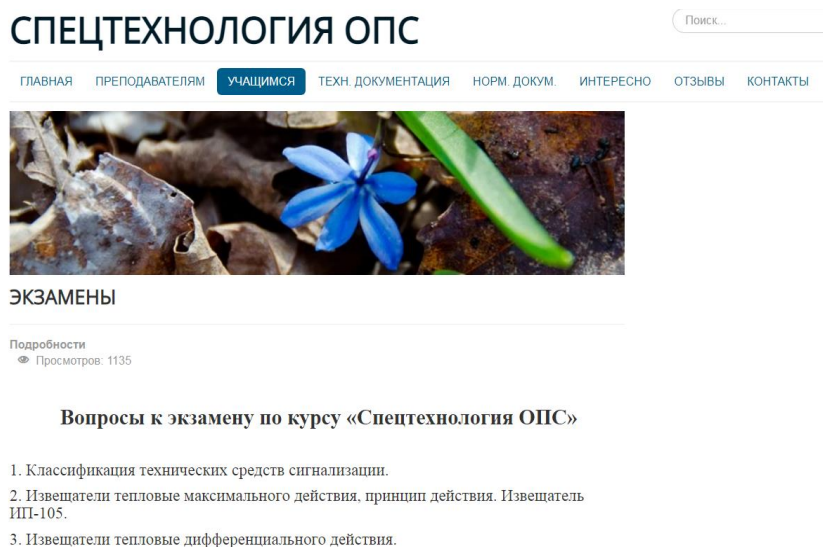 СПЕЦТЕХНОЛОГИЯ ОПС
Поиск...
ГЛАВНАЯ ПРЕПОДАВАТЕЛЯМ УЧАЩИМСЯ ТЕХН. ДОКУМЕНТАЦИЯ НОРМ. ДОКУМ. ИНТЕРЕСНО ОТЗЫВЫ КОНТАКТЫ
ЭКЗАМЕНЫ
Подробности
Просмотров: 1135
Вопросы к экзамену по курсу «Спецтехнология ОПС»
1. Классификация технических средств сигнализации.
2. Извещатели тепловые максимального действия, принцип действия. Извещатель
ИП-105.
3. Извещатели тепловые дифференциального действия.